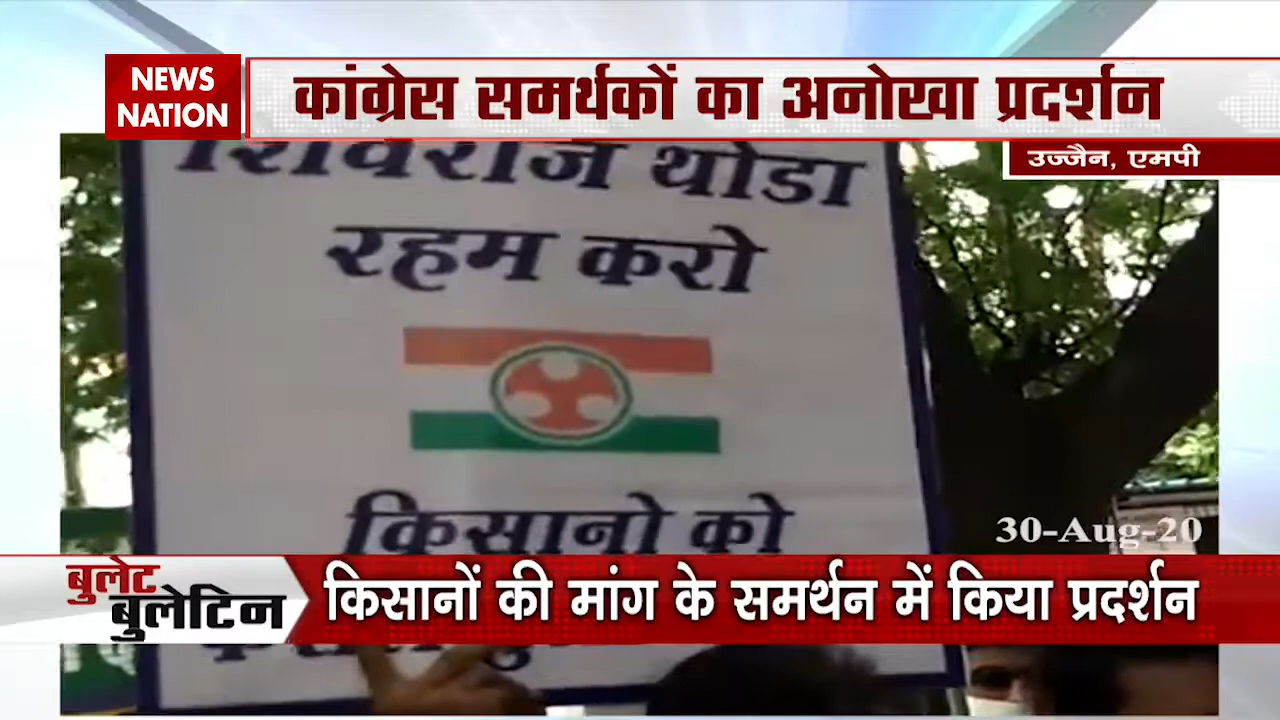 NEWS
NATION
कांग्रेस समर्थकों का अनोखा प्रदर्शन
उज्जैन, एमपी
शिवराज थोडा
रहम करो
किसानो को
30-Aug-20
बुलेट
बुलेटिन
किसानों की मांग के समर्थन में किया प्रदर्शन